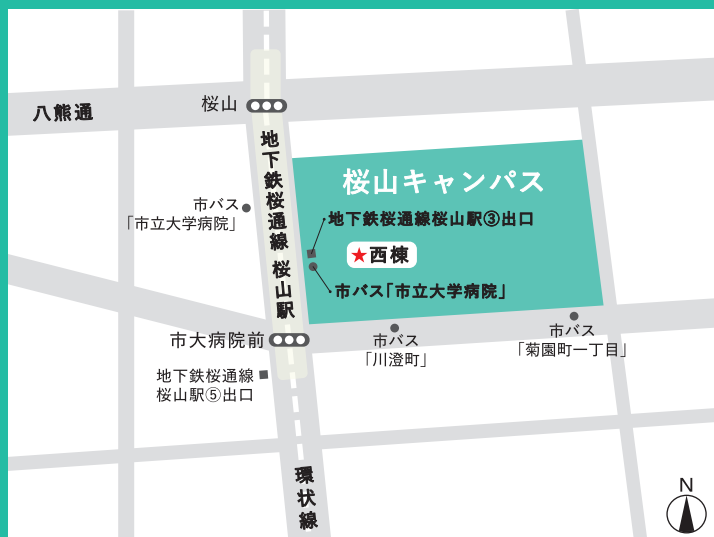 桜山
八熊通
地下鉄桜通線 桜山駅
桜山キャンパス
市バス
「市立大学病院」
地下鉄桜通線桜山駅③出口
★西棟
市バス「市立大学病院」
市大病院前
市バス
「川澄町」
市バス
「菊園町一丁目」
地下鉄桜通線
桜山駅⑤出口
環状線
N